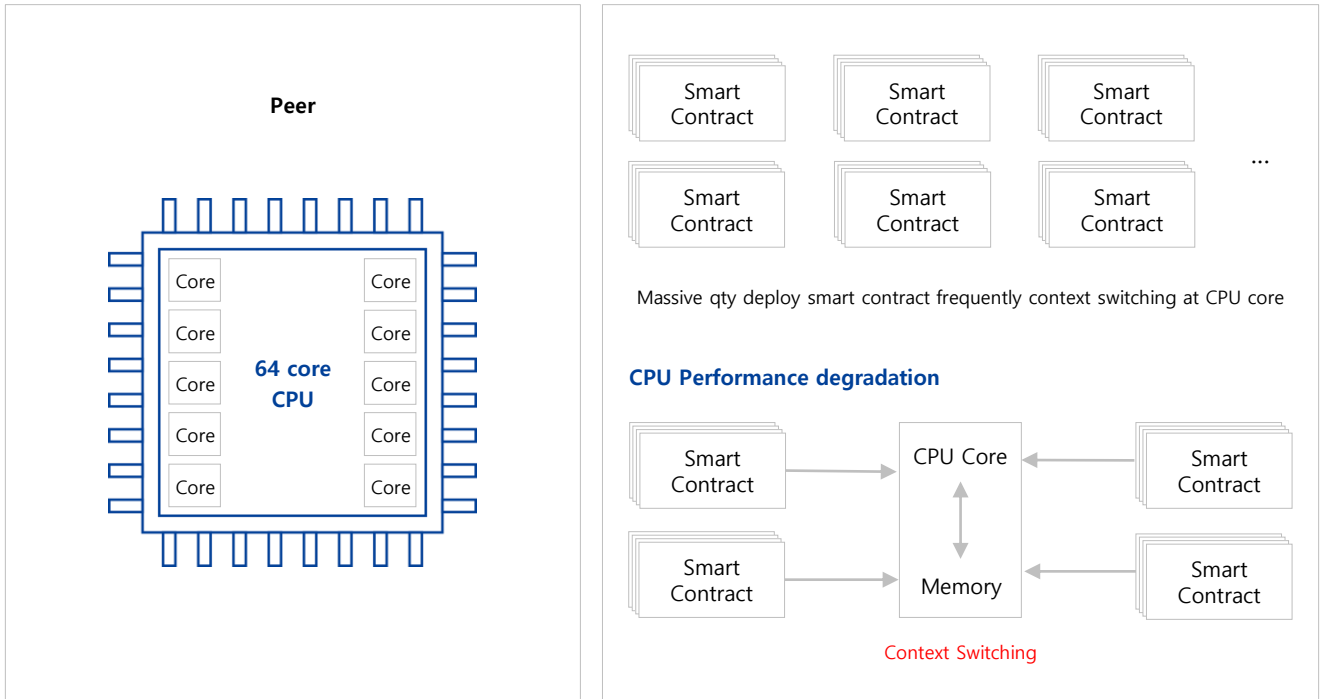 Peer
Core
Core
Core
Core
Core
64 core
CPU
Core
Core
Core
Core
Core
Smart
Contract
Smart
Contract
Smart
Contract
Smart
Contract
Smart
Contract
Smart
Contract
...
Massive qty deploy smart contract frequently context switching at CPU core
CPU Performance degradation
Smart
Contract
Smart
Contract
CPU Core
Memory
Smart
Contract
Smart
Contract
Context Switching